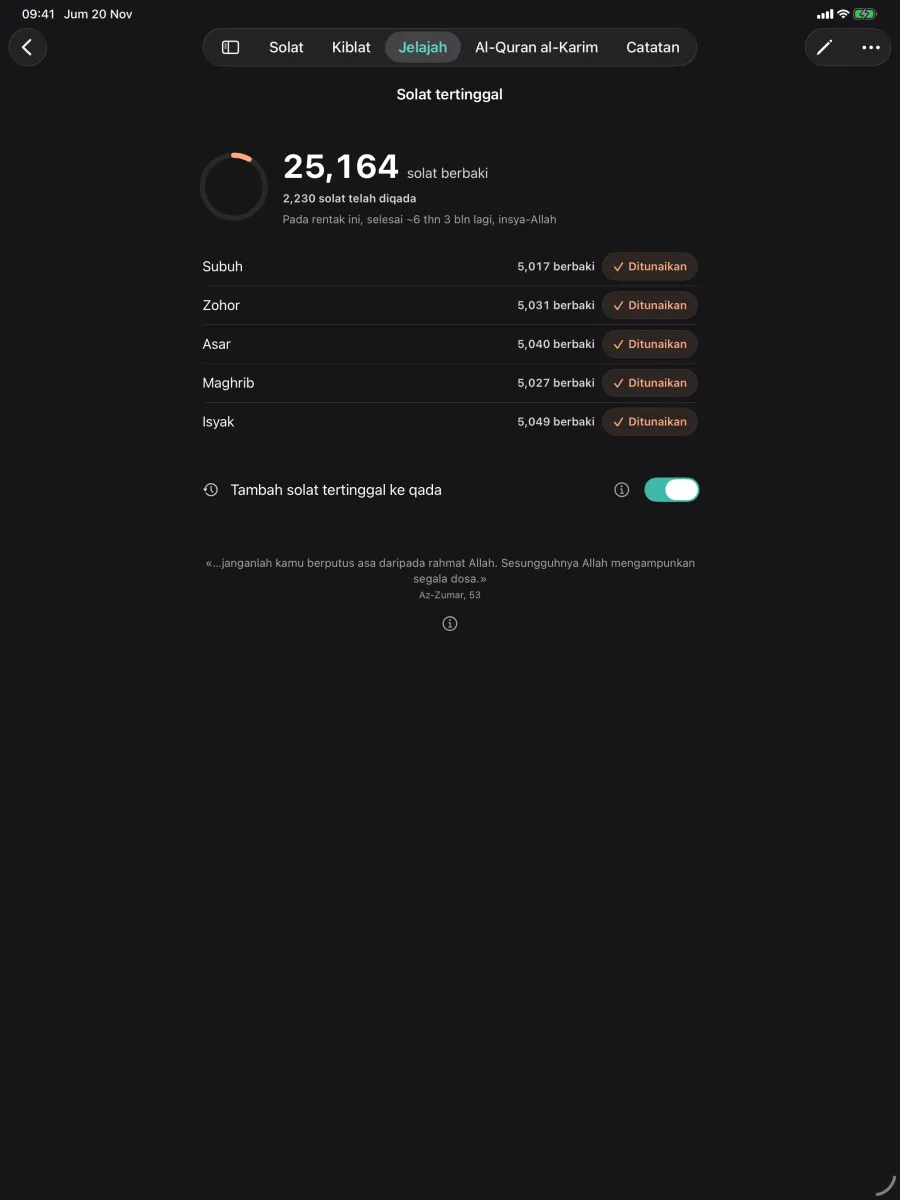 09:41 Jum 20 Nov
Solat Kiblat Jelajah Al-Quran al-Karim Catatan
Solat tertinggal
25,164 solat berbaki
2,230 solat telah diqada
Pada rentak ini, selesai ~6 thn 3 bln lagi, insya-Allah
Subuh 5,017 berbaki ✓ Ditunaikan
Zohor 5,031 berbaki ✓ Ditunaikan
Asar 5,040 berbaki ✓ Ditunaikan
Maghrib 5,027 berbaki ✓ Ditunaikan
Isyak 5,049 berbaki ✓ Ditunaikan
Tambah solat tertinggal ke qada
«...janganlah kamu berputus asa daripada rahmat Allah. Sesungguhnya Allah mengampunkan
segala dosa.»
Az-Zumar, 53